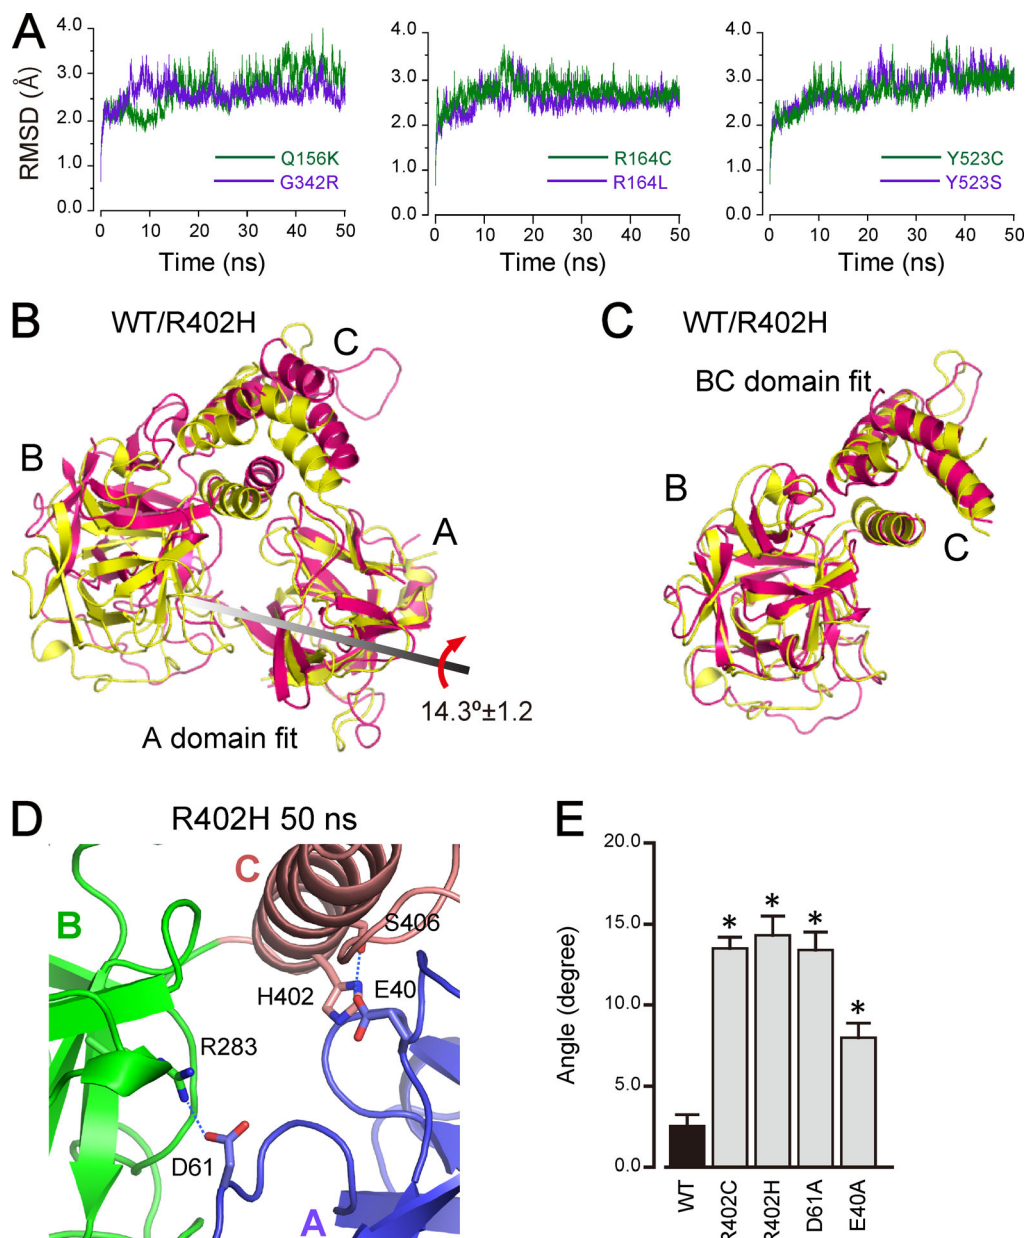 A
RMSD (Å)
4.0
3.0
2.0
1.0
0.0
Q156K
G342R
0 10 20 30 40 50
Time (ns)
4.0
3.0
2.0
1.0
0.0
R164C
R164L
0 10 20 30 40 50
Time (ns)
4.0
3.0
2.0
1.0
0.0
Y523C
Y523S
0 10 20 30 40 50
Time (ns)
B
WT/R402H
C
B
A
14.3º±1.2
A domain fit
C
WT/R402H
BC domain fit
B
C
D
R402H 50 ns
C
S406
B
H402
E40
R283
D61
A
E
Angle (degree)
20.0
15.0
10.0
5.0
0.0
* * * *
WT
R402C
R402H
D61A
E40A